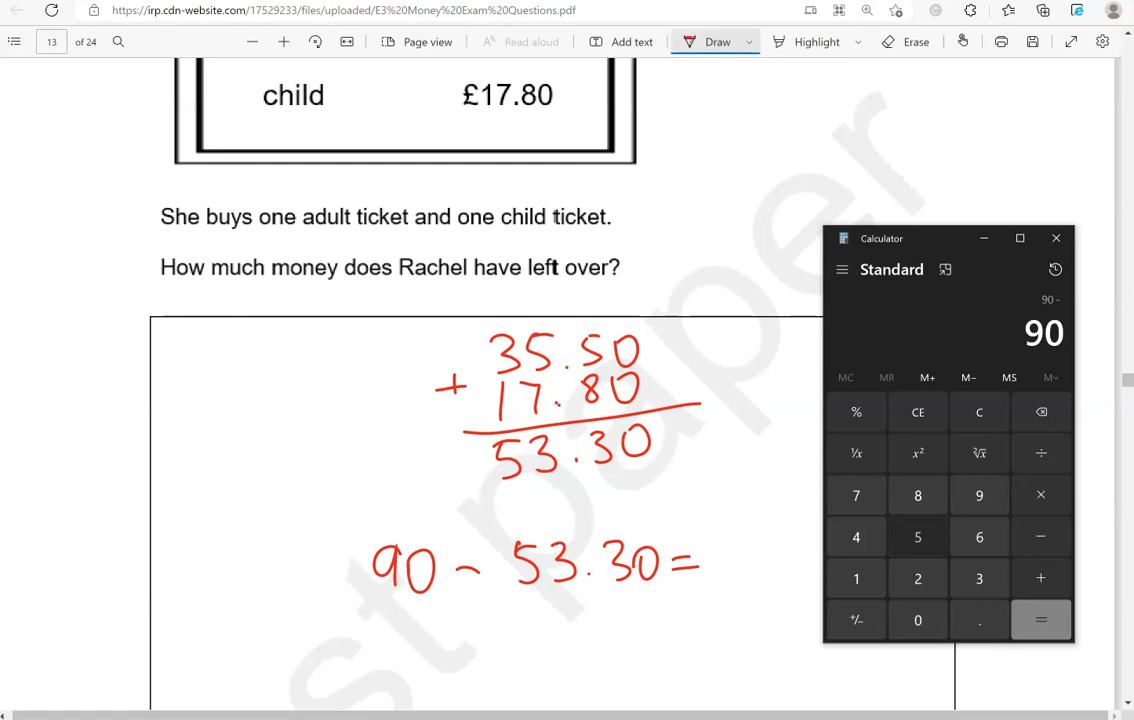 https://irp.cdn-website.com/17529233/files/uploaded/E3%20Money%20Exam%20Questions.pdf
13 of 24
Page view
Read aloud
Add text
Draw
Highlight
Erase
child £17.80
She buys one adult ticket and one child ticket.
How much money does Rachel have left over?
35.50
+ 17.80
53.30
90 - 53.30 =
st paper
Calculator
Standard
90 -
90
MC MR M+ M− MS M˅
% CE C
¹/x x² ²√x ÷
7 8 9 ×
4 5 6 −
1 2 3 +
+/− 0 . =